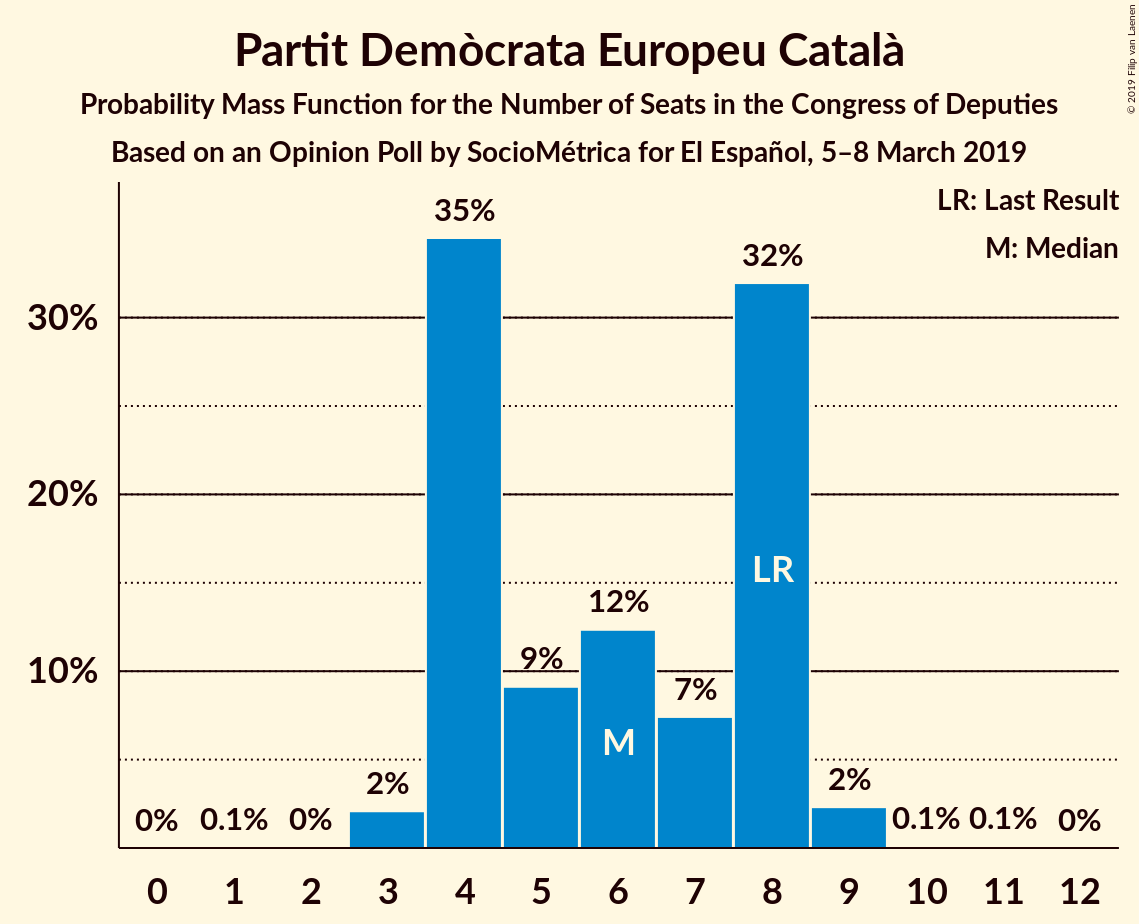 Partit Demòcrata Europeu Català
Probability Mass Function for the Number of Seats in the Congress of Deputies
Based on an Opinion Poll by SocioMétrica for El Español, 5–8 March 2019
© 2019 Filip van Laenen
LR: Last Result
M: Median
30%
20%
10%
0%
0.1%
0%
2%
35%
9%
12%
M
7%
32%
LR
2%
0.1%
0.1%
0%
0 1 2 3 4 5 6 7 8 9 10 11 12